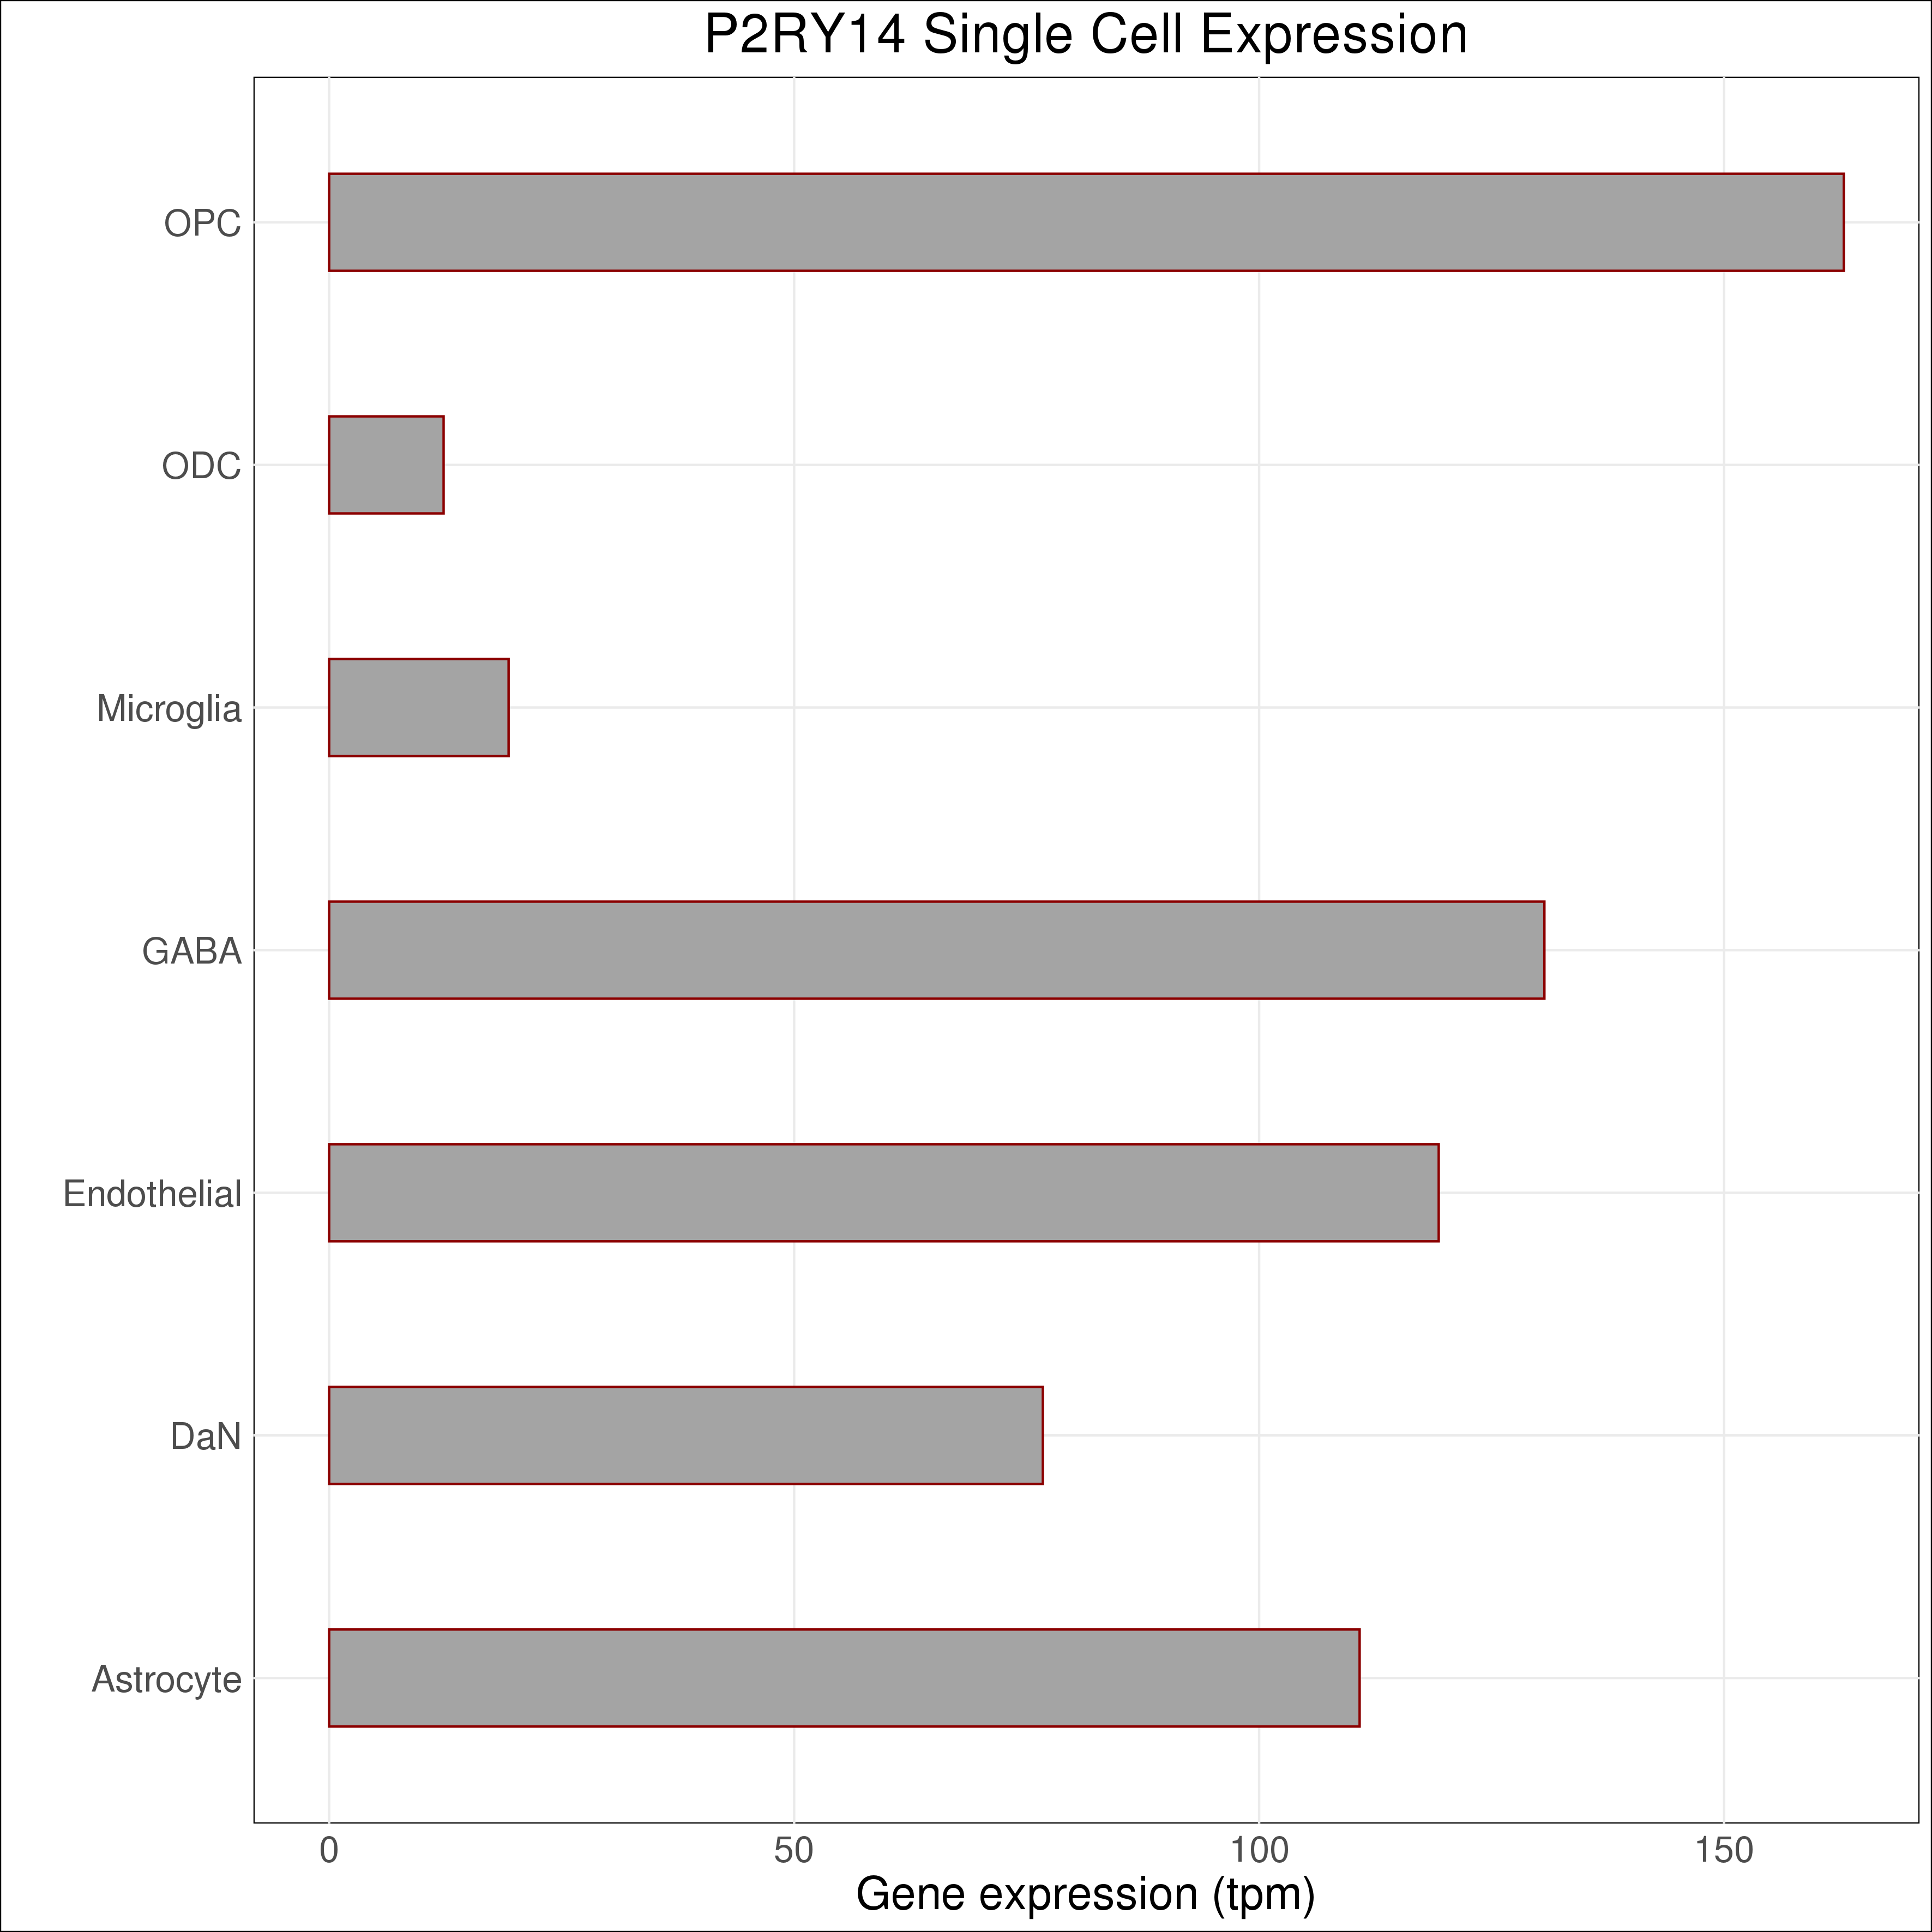 P2RY14 Single Cell Expression
OPC
ODC
Microglia
GABA
Endothelial
DaN
Astrocyte
0 50 100 150
Gene expression (tpm)